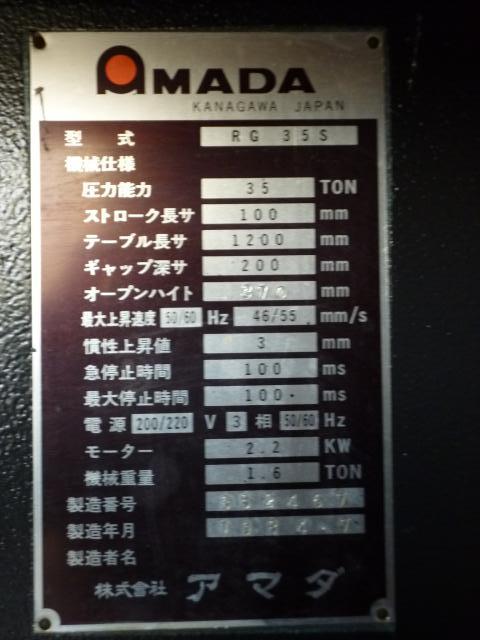 AMADA
KANAGAWA JAPAN
型式 RG 35S
機械仕様
圧力能力 35 TON
ストローク長サ 100 mm
テーブル長サ 1200 mm
ギャップ深サ 200 mm
オープンハイト mm
最大上昇速度 50/60 Hz 46/55 mm/s
慣性上昇値 3 mm
急停止時間 100 ms
最大停止時間 100 ms
電源 200/220 V 3 相 50/60 Hz
モーター 2.2 KW
機械重量 1.6 TON
製造番号
製造年月
製造者名
株式会社 アマダ